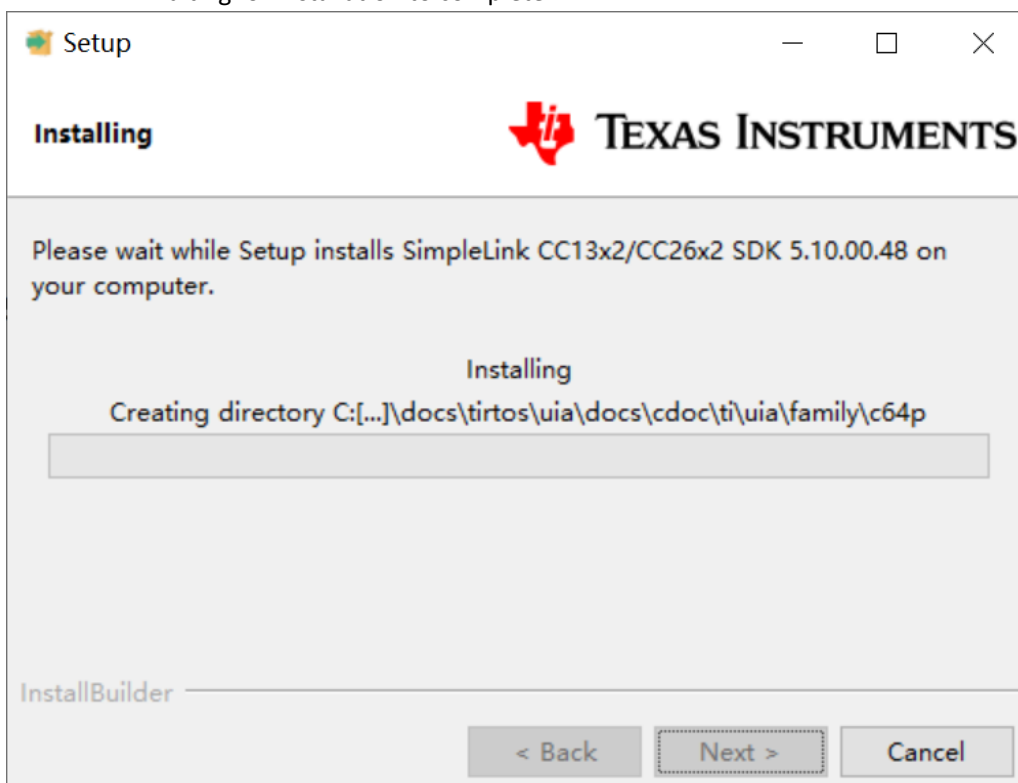 Setup
Installing
TEXAS INSTRUMENTS
Please wait while Setup installs SimpleLink CC13x2/CC26x2 SDK 5.10.00.48 on
your computer.
Installing
Creating directory C:[...]\docs\tirtos\uia\docs\cdoc\ti\uia\family\c64p
InstallBuilder
< Back
Next >
Cancel